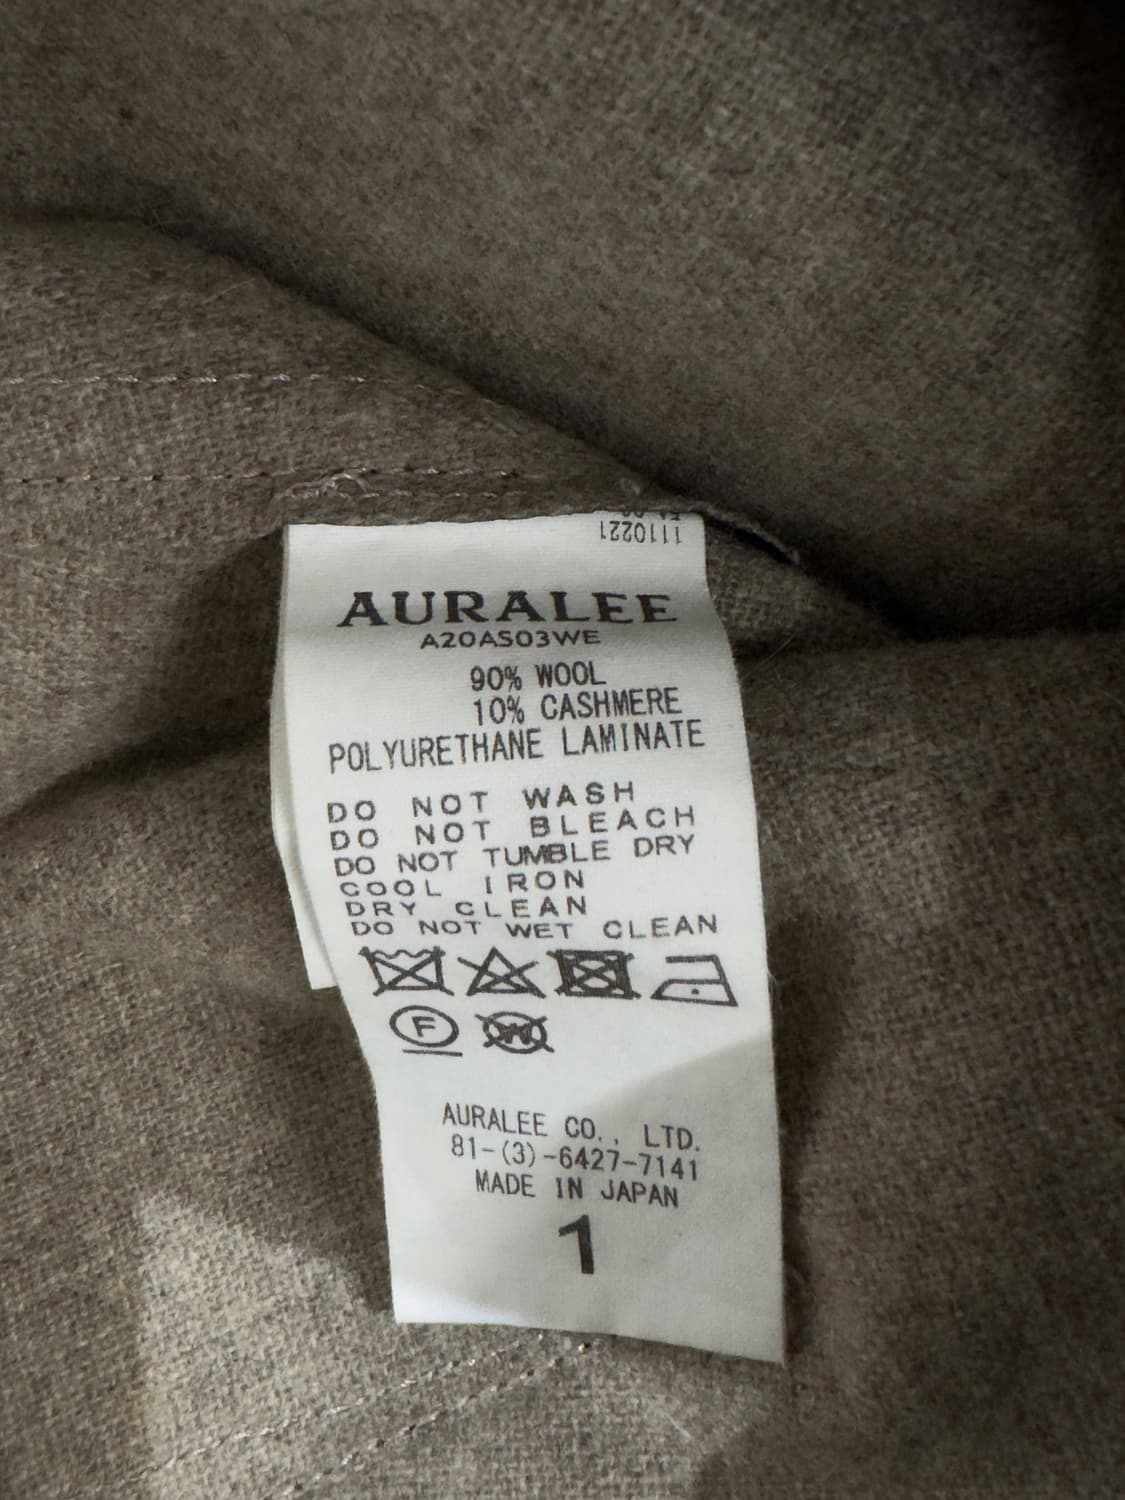 1110221
AURALEE
A20AS03WE
90% WOOL
10% CASHMERE
POLYURETHANE LAMINATE
DO NOT WASH
DO NOT BLEACH
DO NOT TUMBLE DRY
COOL IRON
DRY CLEAN
DO NOT WET CLEAN
F W
AURALEE CO., LTD.
81-(3)-6427-7141
MADE IN JAPAN
1